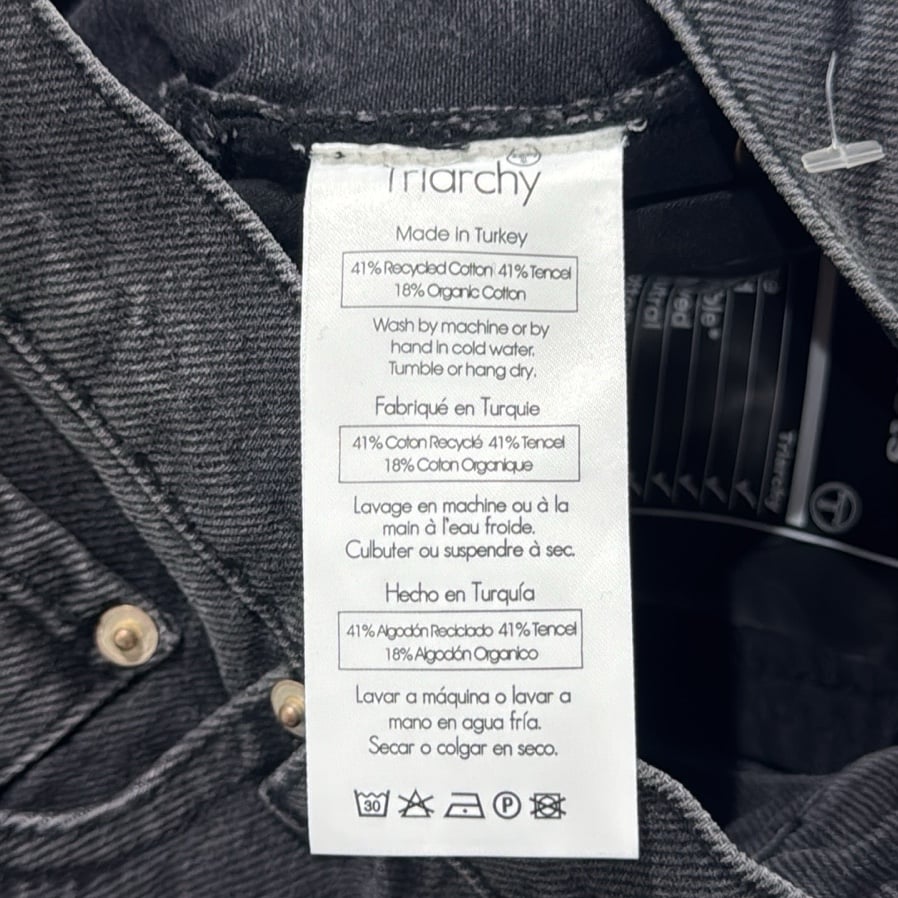 Triarchy
Made in Turkey
41% Recycled Cotton 41% Tencel
18% Organic Cotton
Wash by machine or by
hand in cold water.
Tumble or hang dry.
Fabriqué en Turquie
41% Coton Recyclé 41% Tencel
18% Coton Organique
Lavage en machine ou à la
main à l'eau froide.
Culbuter ou suspendre à sec.
Hecho en Turquía
41% Algodón Reciclado 41% Tencel
18% Algodón Organico
Lavar a máquina o lavar a
mano en agua fría.
Secar o colgar en seco.
30 P
Triarchy